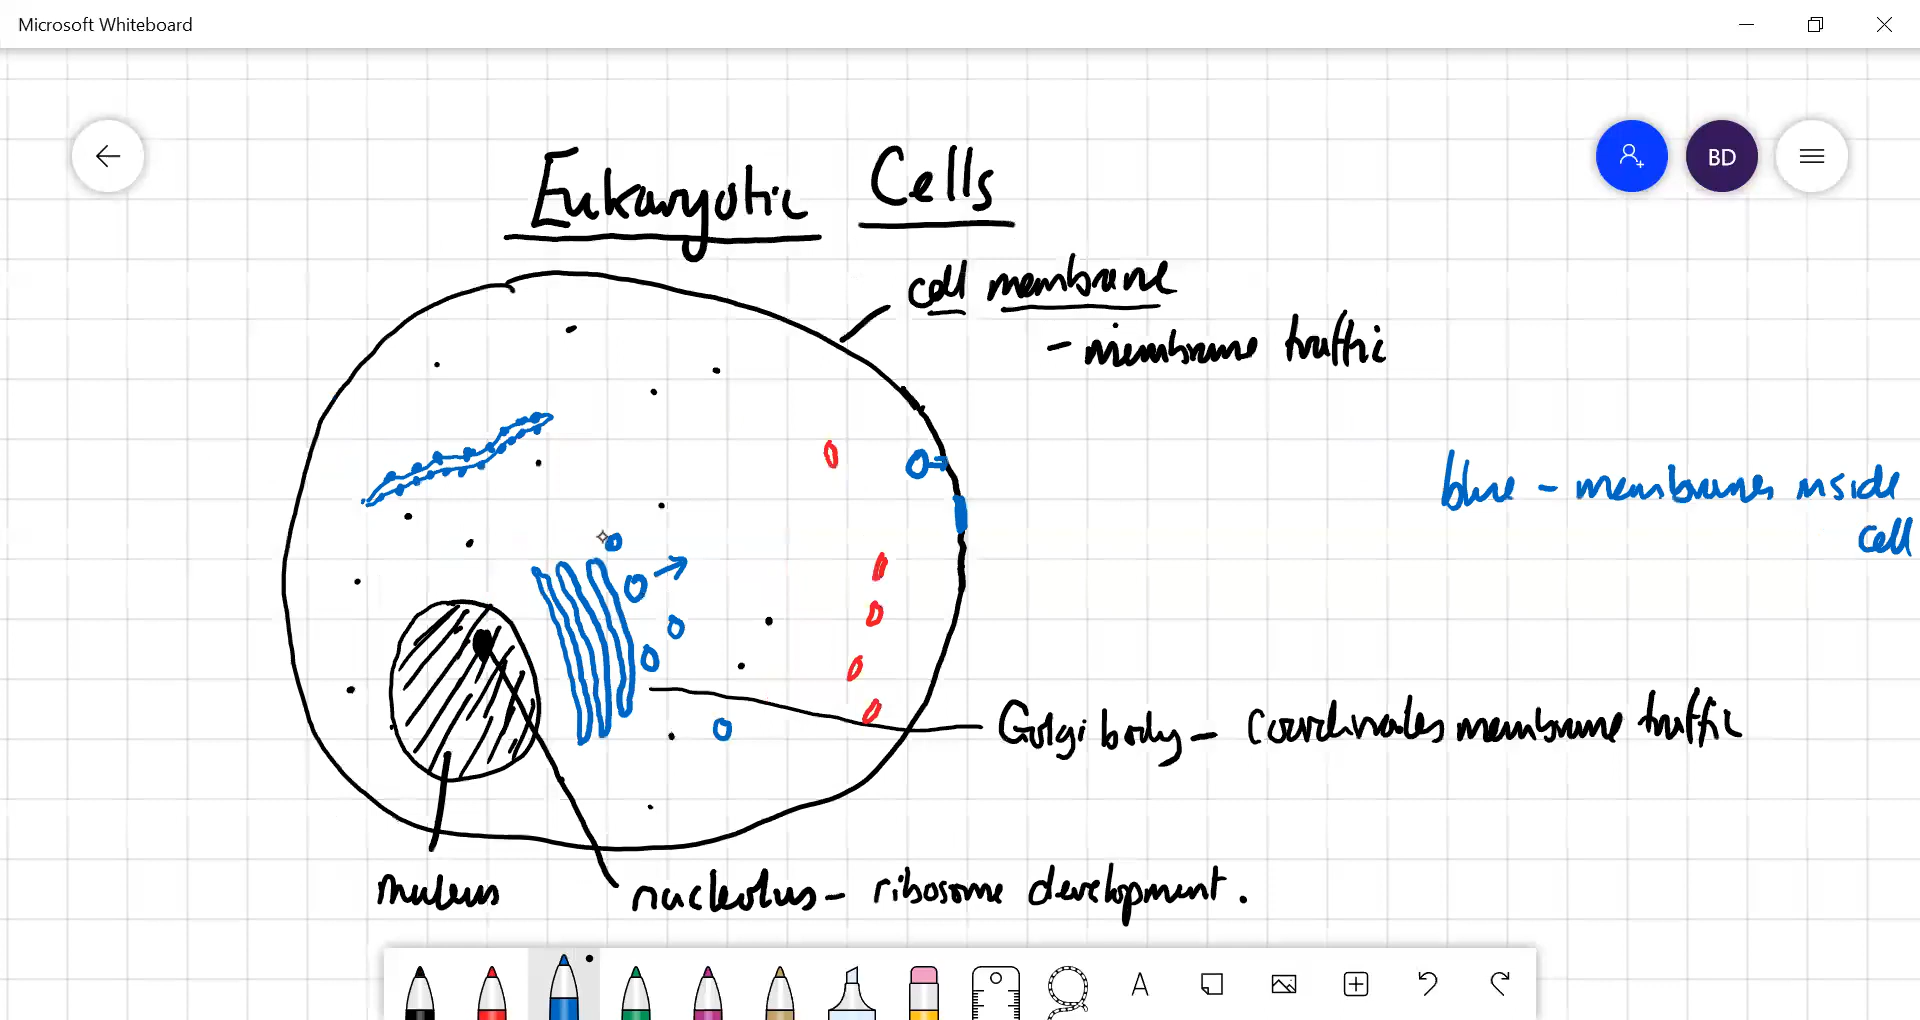 Microsoft Whiteboard
BD
Eukaryotic Cells
cell membrane
- membrane traffic
blue - membranes inside
cell
Golgi body - coordinates membrane traffic
nucleus
nucleolus - ribosome development.
A